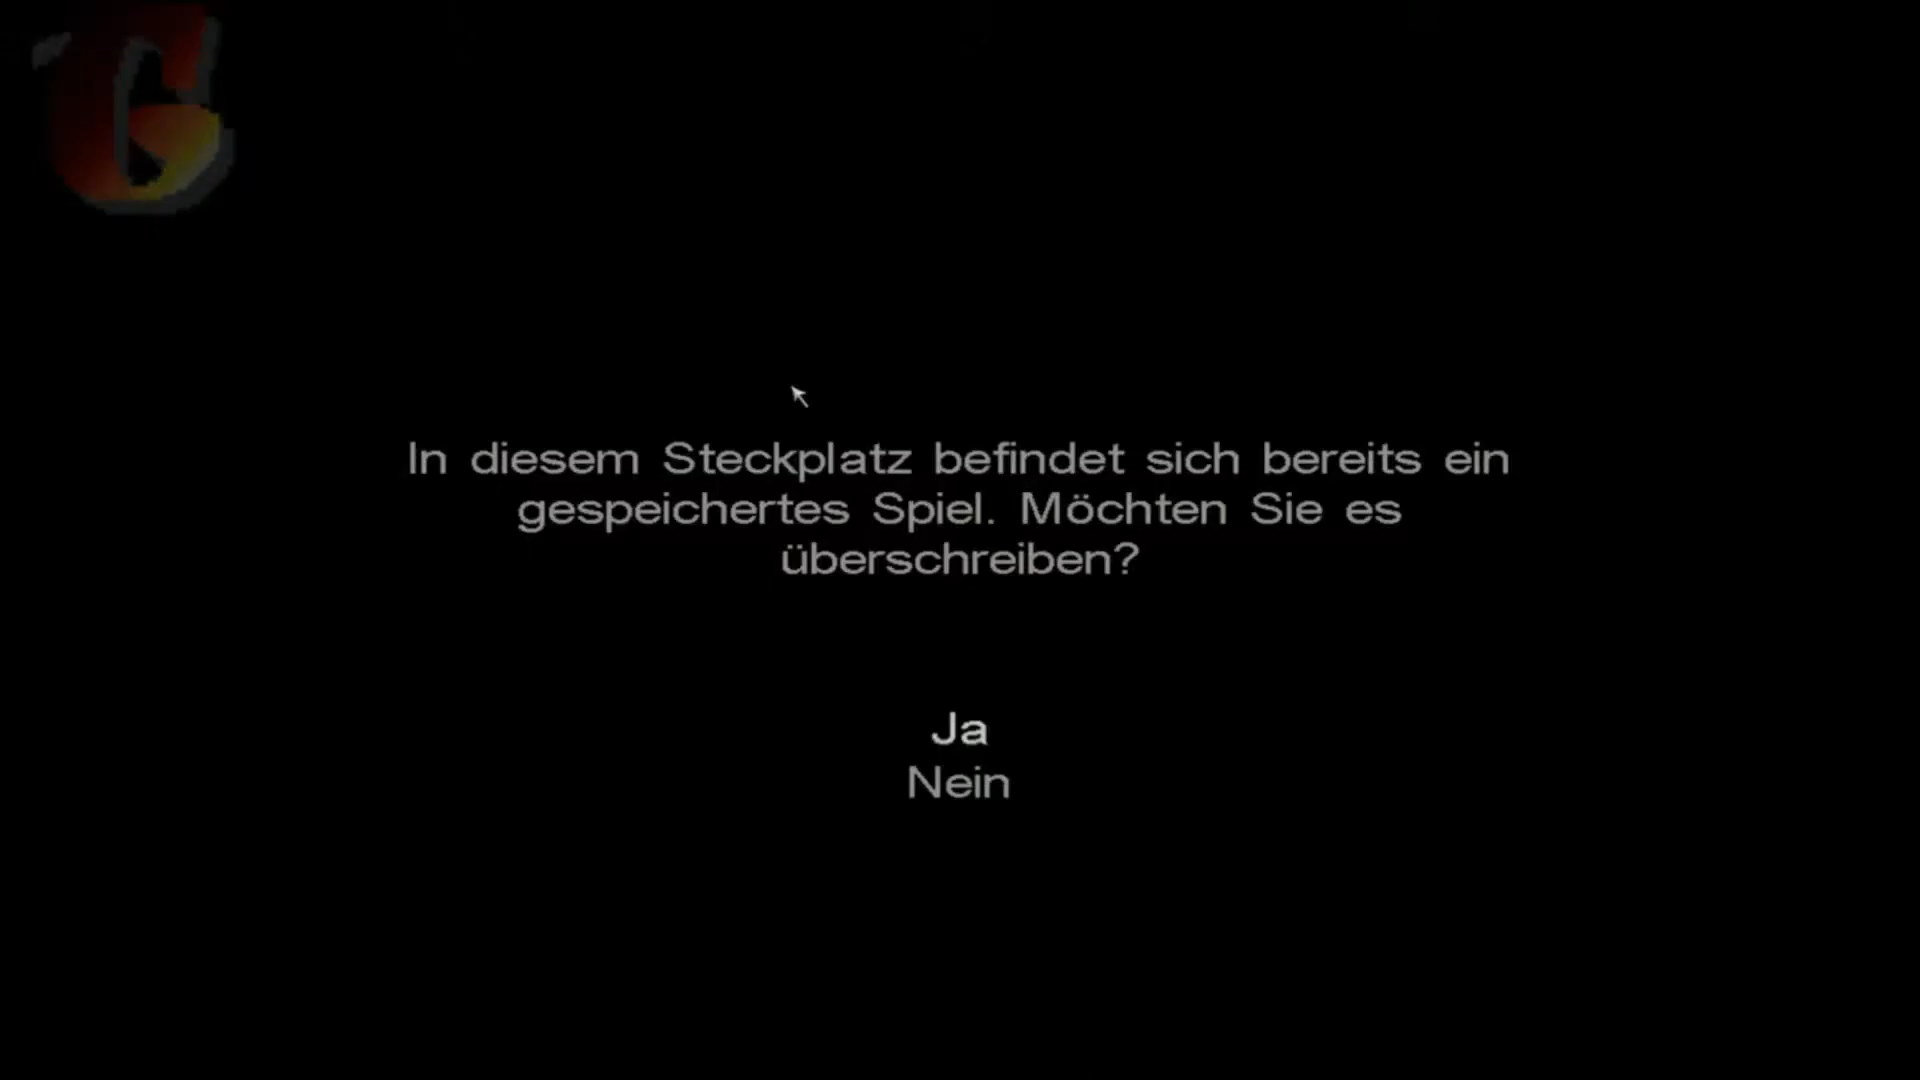 In diesem Steckplatz befindet sich bereits ein
gespeichertes Spiel. Möchten Sie es
überschreiben?
Ja
Nein